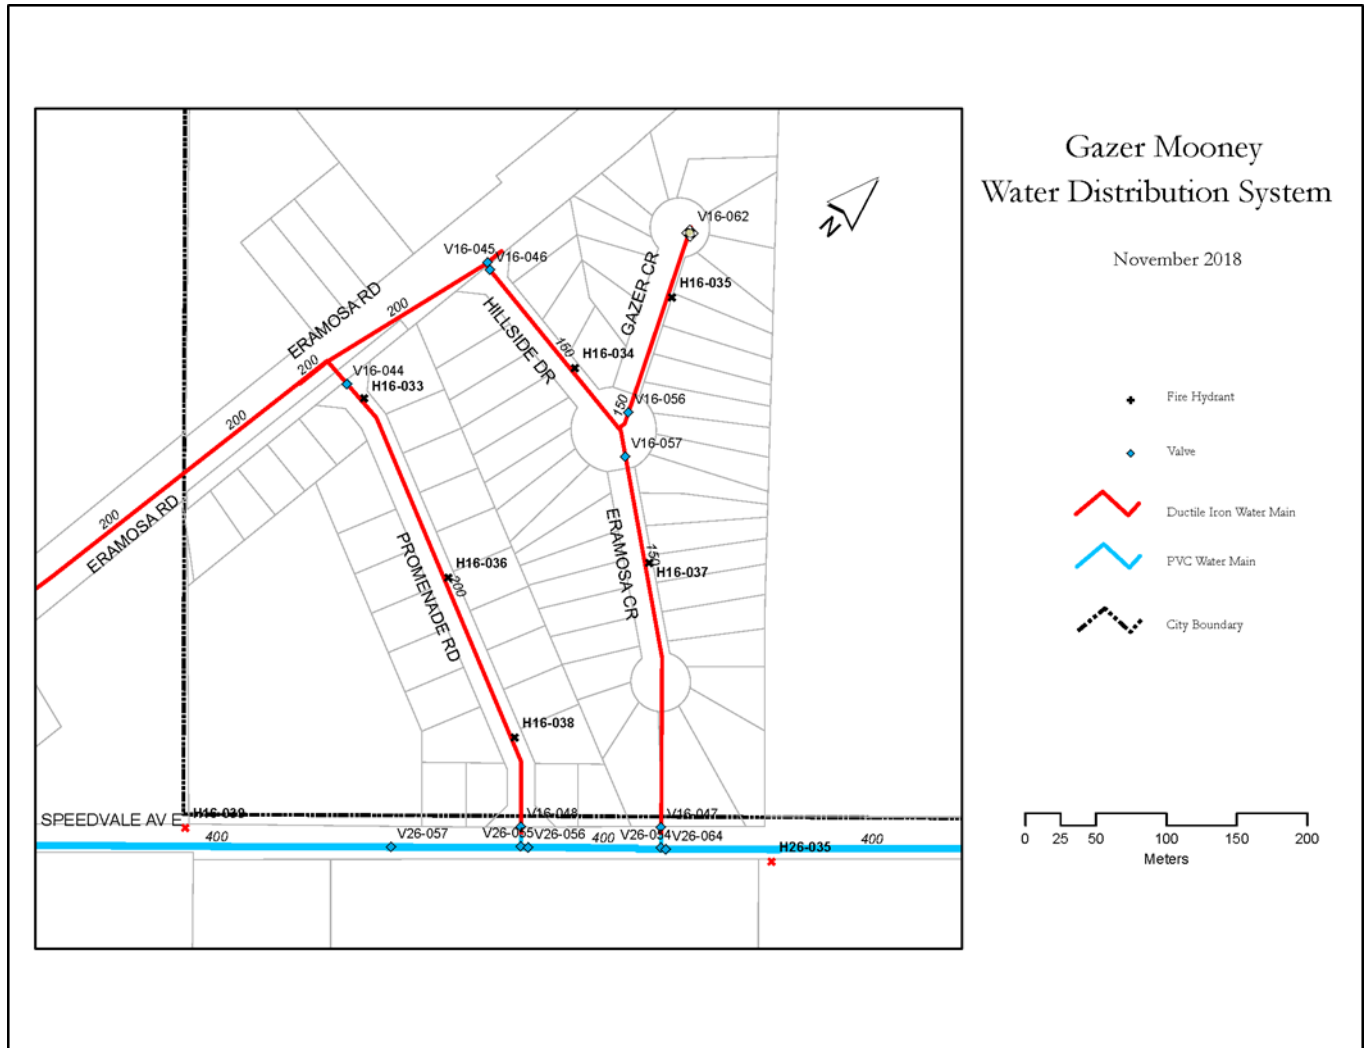 Gazer Mooney
Water Distribution System
November 2018
Fire Hydrant
Valve
Ductile Iron Water Main
PVC Water Main
City Boundary
0 25 50 100 150 200
Meters
N
V16-062
V16-045
V16-046
GAZER CR
H16-035
ERAMOSA RD
200
HILLSIDE DR
150
H16-034
200
V16-044
H16-033
V16-056
150
200
V16-057
200
ERAMOSA RD
PROMENADE RD
H16-036
200
ERAMOSA CR
150
H16-037
H16-038
SPEEDVALE AV E
H16-039
V16-048
V16-047
400
V26-057
V26-055
V26-056
400
V26-054
V26-064
400
H26-035